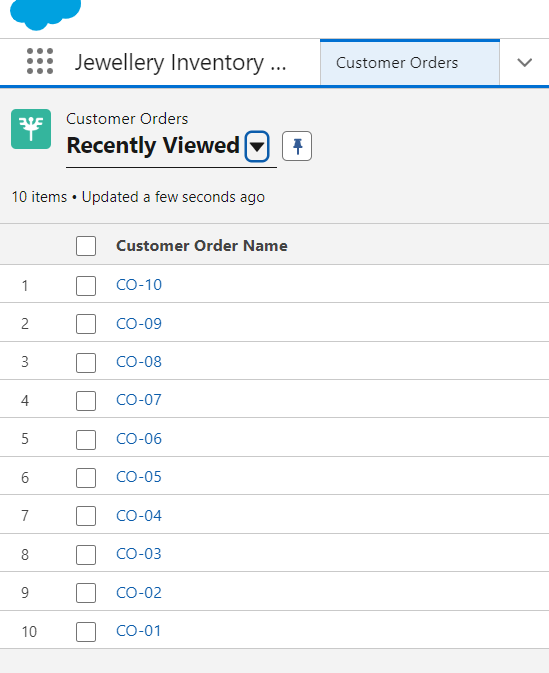 Jewellery Inventory ...
Customer Orders
Customer Orders
Recently Viewed
10 items • Updated a few seconds ago
Customer Order Name
1 CO-10
2 CO-09
3 CO-08
4 CO-07
5 CO-06
6 CO-05
7 CO-04
8 CO-03
9 CO-02
10 CO-01